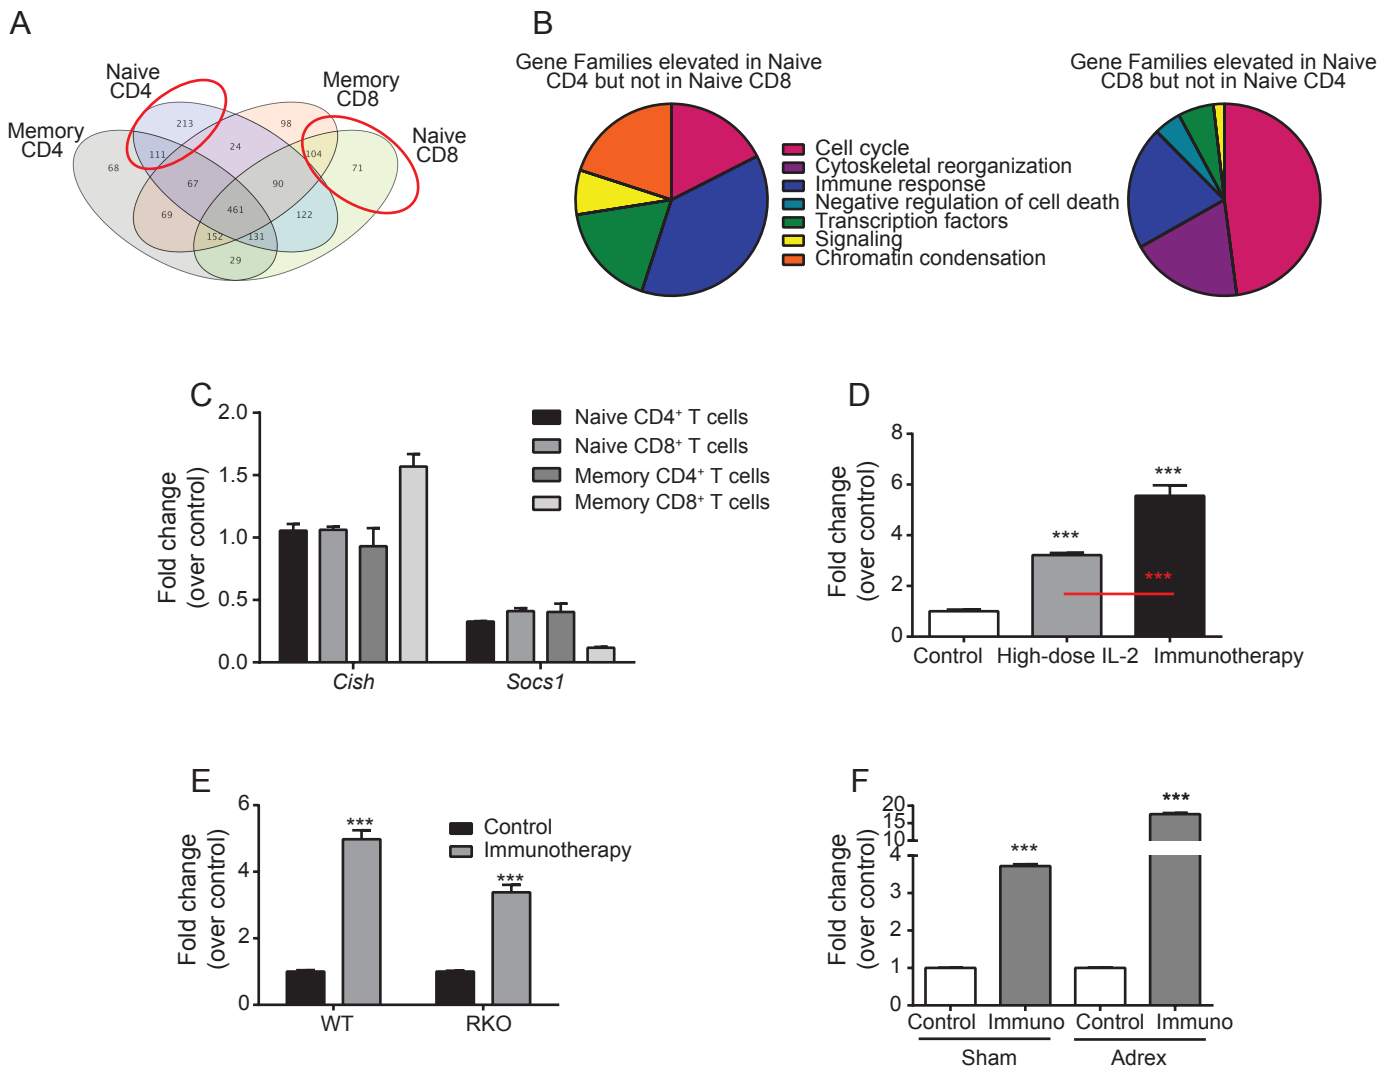 A
B
Naive
CD4
Memory
CD8
Memory
CD4
Naive
CD8
213
98
68
111
24
104
71
67
90
69
461
122
152
131
29
Gene Families elevated in Naive
CD4 but not in Naive CD8
Gene Families elevated in Naive
CD8 but not in Naive CD4
Cell cycle
Cytoskeletal reorganization
Immune response
Negative regulation of cell death
Transcription factors
Signaling
Chromatin condensation
C
Fold change
(over control)
2.0
1.5
1.0
0.5
0.0
Cish
Socs1
Naive CD4⁺ T cells
Naive CD8⁺ T cells
Memory CD4⁺ T cells
Memory CD8⁺ T cells
D
Fold change
(over control)
8
6
4
2
0
***
***
***
Control
High-dose IL-2
Immunotherapy
E
Fold change
(over control)
6
4
2
0
***
***
WT
RKO
Control
Immunotherapy
F
Fold change
(over control)
20
15
10
4
3
2
1
0
***
***
Control
Immuno
Control
Immuno
Sham
Adrex